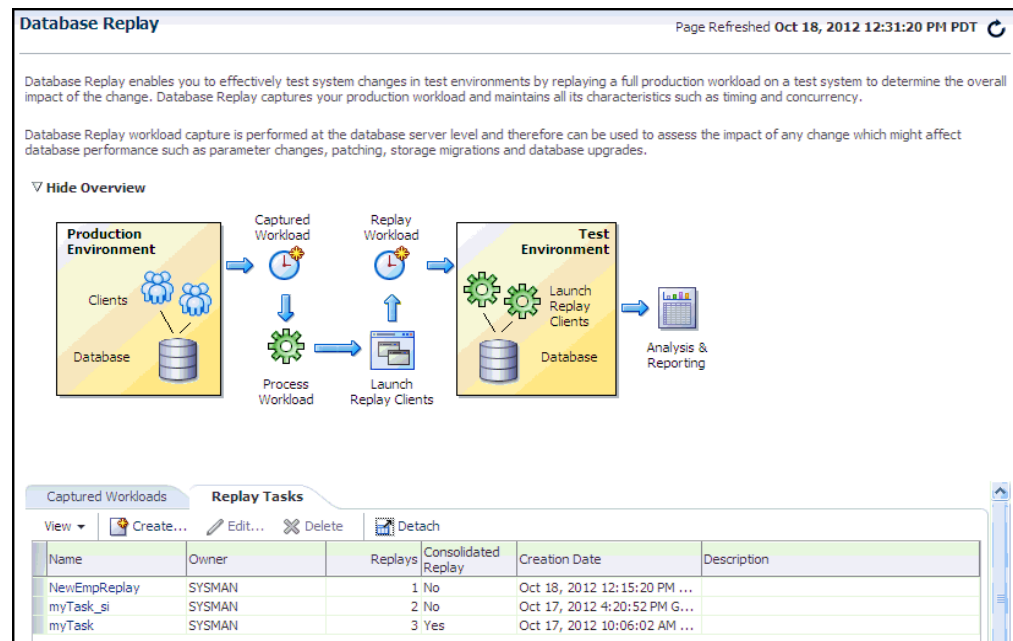 Database Replay
Page Refreshed Oct 18, 2012 12:31:20 PM PDT
Database Replay enables you to effectively test system changes in test environments by replaying a full production workload on a test system to determine the overall
impact of the change. Database Replay captures your production workload and maintains all its characteristics such as timing and concurrency.
Database Replay workload capture is performed at the database server level and therefore can be used to assess the impact of any change which might affect
database performance such as parameter changes, patching, storage migrations and database upgrades.
Hide Overview
Production
Environment
Clients
Database
Captured
Workload
Process
Workload
Replay
Workload
Launch
Replay Clients
Test
Environment
Launch
Replay
Clients
Database
Analysis &
Reporting
Captured Workloads
Replay Tasks
View
Create...
Edit...
Delete
Detach
Name Owner Replays Consolidated Replay Creation Date Description
NewEmpReplay SYSMAN 1 No Oct 18, 2012 12:15:20 PM ...
myTask_si SYSMAN 2 No Oct 17, 2012 4:20:52 PM G...
myTask SYSMAN 3 Yes Oct 17, 2012 10:06:02 AM ...